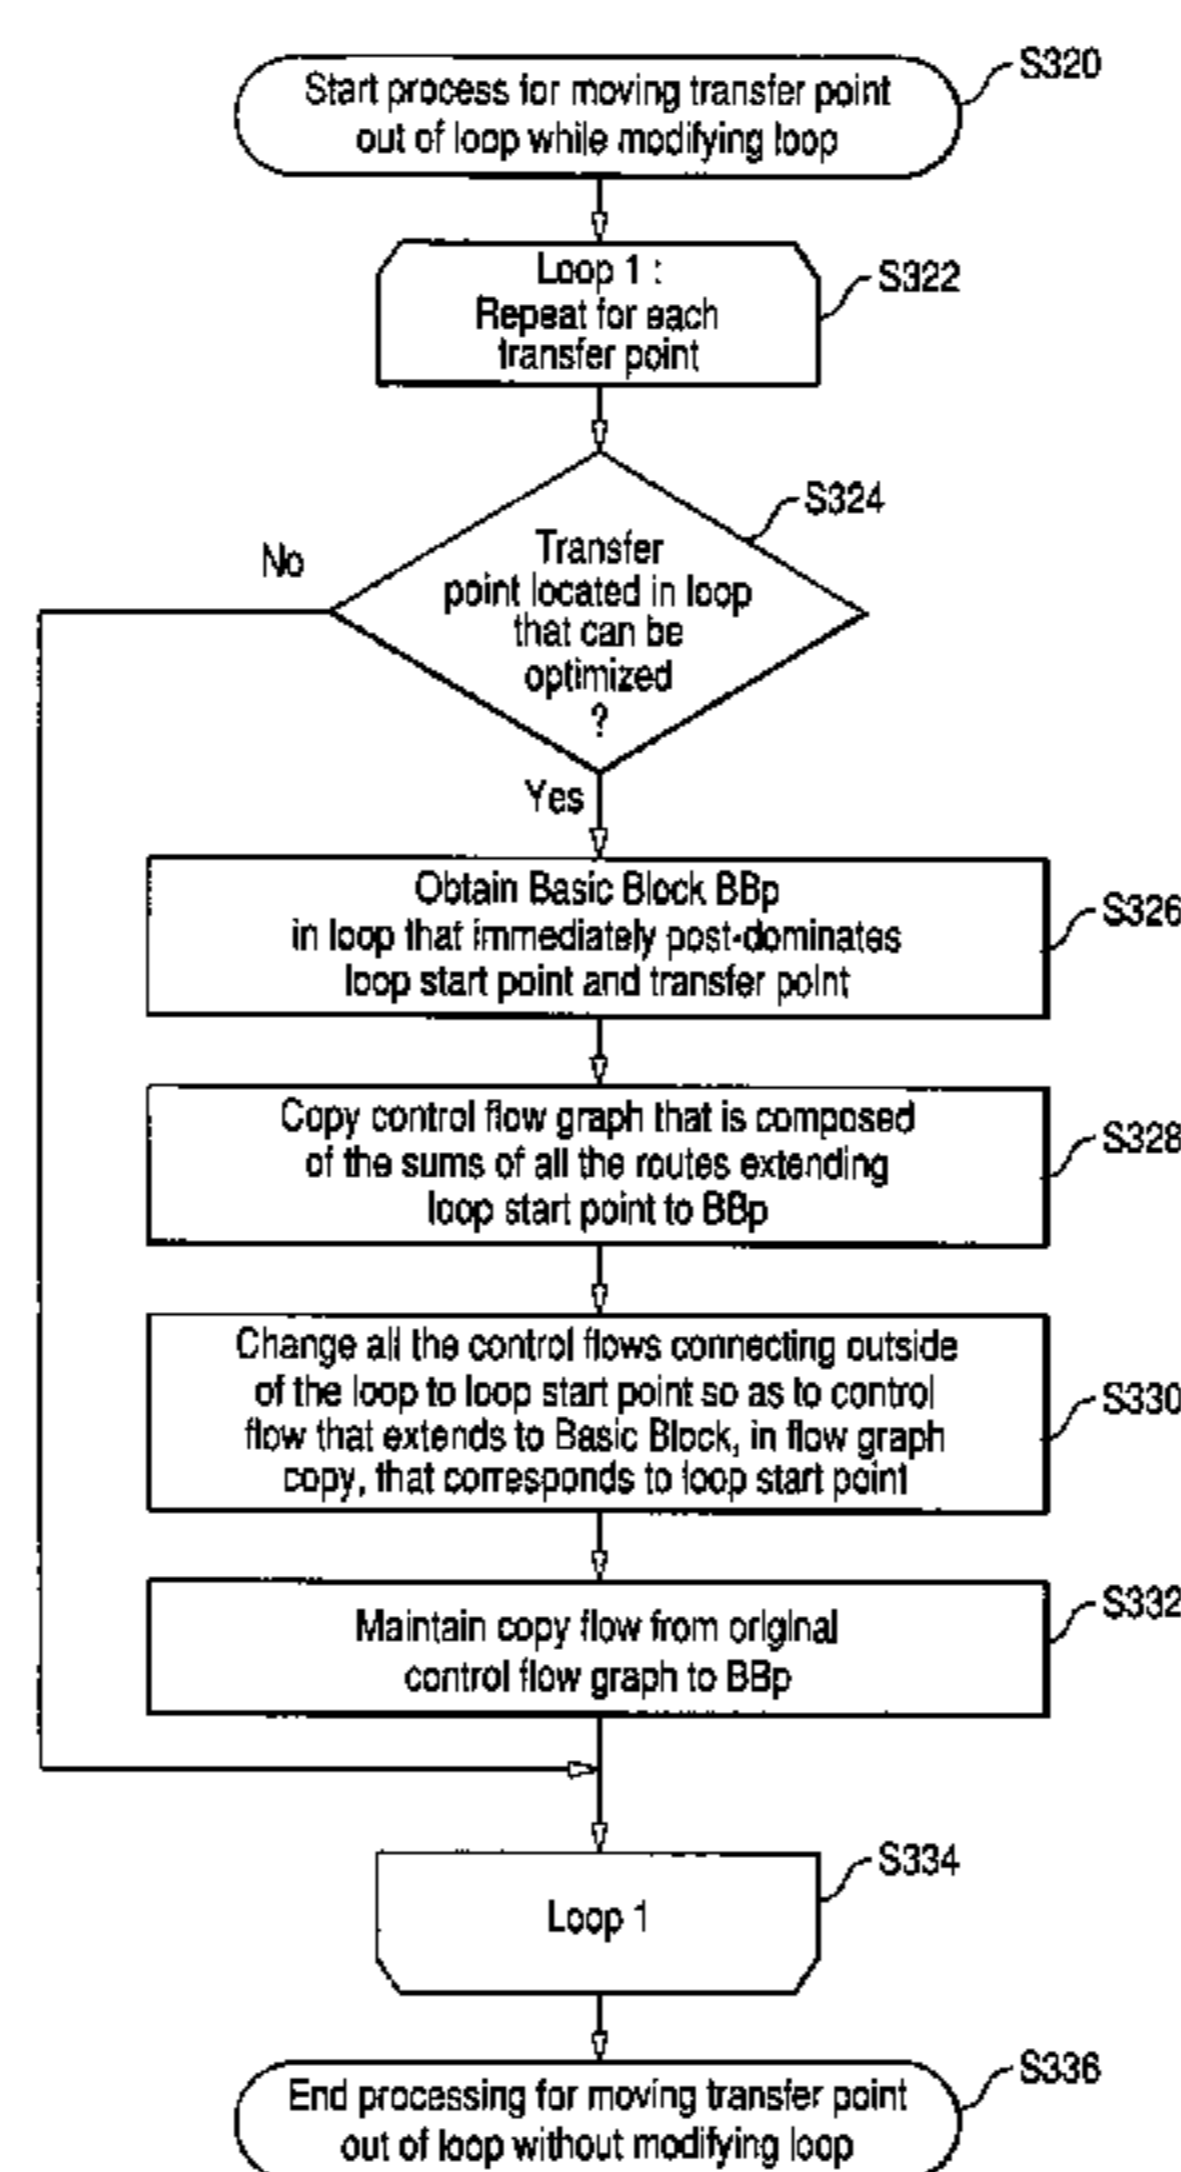 S320
Start process for moving transfer point
out of loop while modifying loop
Loop 1 :
Repeat for each
transfer point
S322
S324
Transfer
point located in loop
that can be
optimized
?
No
Yes
Obtain Basic Block BBp
in loop that immediately post-dominates
loop start point and transfer point
S326
Copy control flow graph that is composed
of the sums of all the routes extending
loop start point to BBp
S328
Change all the control flows connecting outside
of the loop to loop start point so as to control
flow that extends to Basic Block, in flow graph
copy, that corresponds to loop start point
S330
Maintain copy flow from original
control flow graph to BBp
S332
Loop 1
S334
End processing for moving transfer point
out of loop without modifying loop
S336